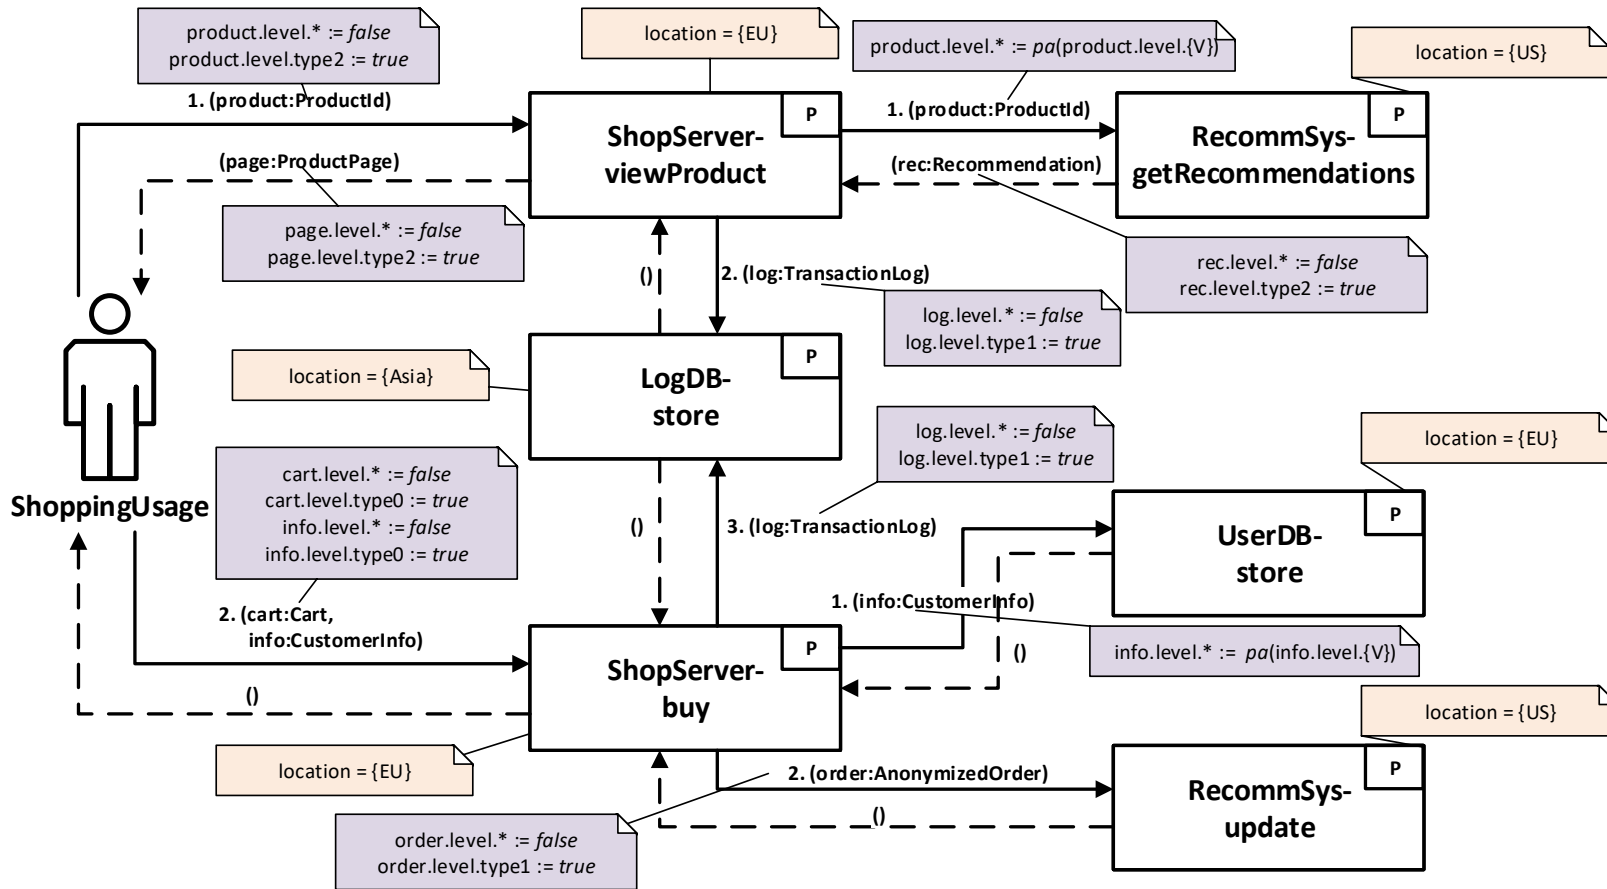 product.level.* := false
product.level.type2 := true
location = {EU}
product.level.* := pa(product.level.{V})
location = {US}
1. (product:ProductId)
P
ShopServer-
viewProduct
1. (product:ProductId)
P
RecommSys-
getRecommendations
(page:ProductPage)
(rec:Recommendation)
page.level.* := false
page.level.type2 := true
()
2. (log:TransactionLog)
rec.level.* := false
rec.level.type2 := true
log.level.* := false
log.level.type1 := true
location = {Asia}
P
LogDB-
store
log.level.* := false
log.level.type1 := true
location = {EU}
cart.level.* := false
cart.level.type0 := true
info.level.* := false
info.level.type0 := true
ShoppingUsage
()
3. (log:TransactionLog)
P
UserDB-
store
2. (cart:Cart,
info:CustomerInfo)
1. (info:CustomerInfo)
info.level.* := pa(info.level.{V})
P
ShopServer-
buy
()
()
location = {US}
location = {EU}
2. (order:AnonymizedOrder)
P
RecommSys-
update
()
order.level.* := false
order.level.type1 := true